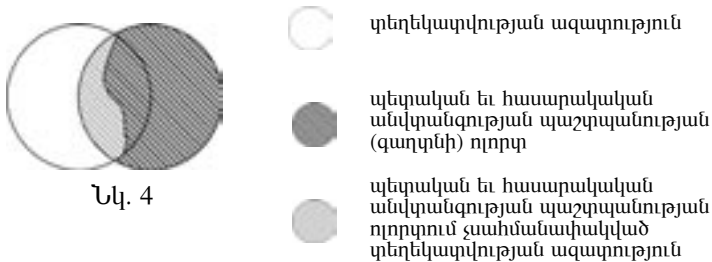 տեղեկատվության ազատություն
պետական եւ հասարակական
անվտանգության պաշտպանության
(գաղտնի) ոլորտ
Նկ. 4
պետական եւ հասարակական
անվտանգության պաշտպանության
ոլորտում չսահմանափակված
տեղեկատվության ազատություն